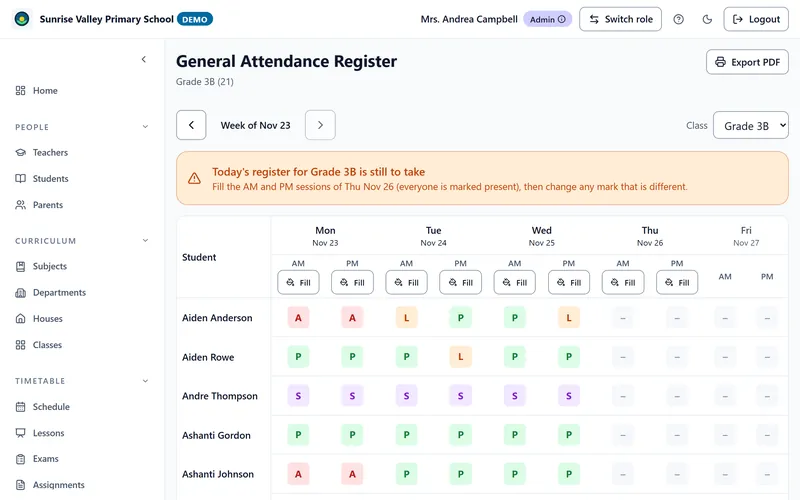 Sunrise Valley Primary School DEMO
Mrs. Andrea Campbell Admin Switch role Logout
Home
PEOPLE
Teachers
Students
Parents
CURRICULUM
Subjects
Departments
Houses
Classes
TIMETABLE
Schedule
Lessons
Exams
Assignments
General Attendance Register
Export PDF
Grade 3B (21)
Week of Nov 23
Class Grade 3B
Today's register for Grade 3B is still to take
Fill the AM and PM sessions of Thu Nov 26 (everyone is marked present), then change any mark that is different.
Student
Mon Tue Wed Thu Fri
Nov 23 Nov 24 Nov 25 Nov 26 Nov 27
AM PM AM PM AM PM AM PM AM PM
Fill Fill Fill Fill Fill Fill Fill Fill
Aiden Anderson A A L P P L – – – –
Aiden Rowe P P P L P P – – – –
Andre Thompson S S S S S S – – – –
Ashanti Gordon P P P P P P – – – –
Ashanti Johnson A A P P P P – – – –